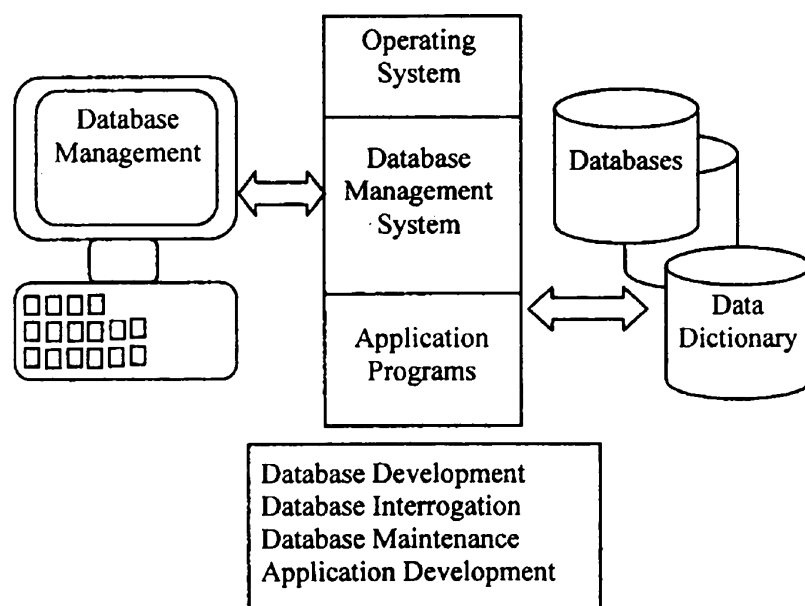 Database
Management
Operating
System
Database
Management
System
Application
Programs
Databases
Data
Dictionary
Database Development
Database Interrogation
Database Maintenance
Application Development